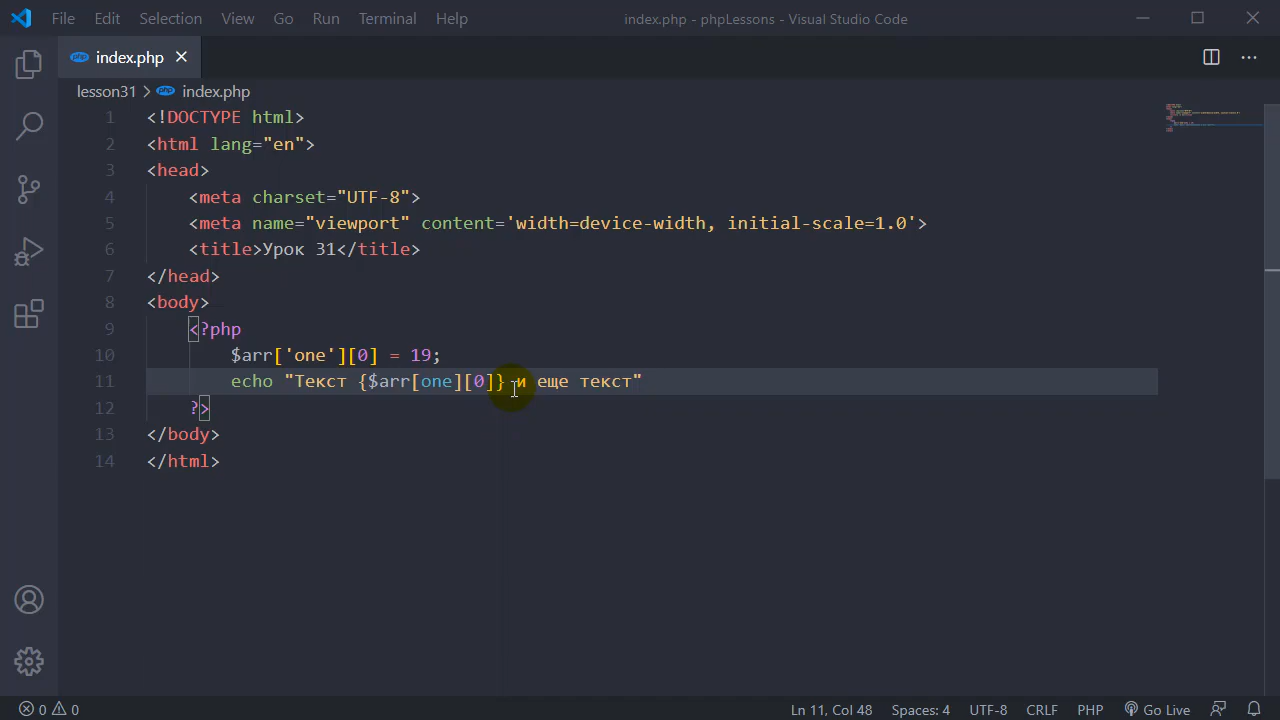 File Edit Selection View Go Run Terminal Help index.php - phpLessons - Visual Studio Code
index.php
lesson31 > index.php
1 <!DOCTYPE html>
2 <html lang="en">
3 <head>
4 <meta charset="UTF-8">
5 <meta name="viewport" content='width=device-width, initial-scale=1.0'>
6 <title>Урок 31</title>
7 </head>
8 <body>
9 <?php
10 $arr['one'][0] = 19;
11 echo "Текст {$arr[one][0]} и еще текст"
12 ?>
13 </body>
14 </html>
0 0 Ln 11, Col 48 Spaces: 4 UTF-8 CRLF PHP Go Live